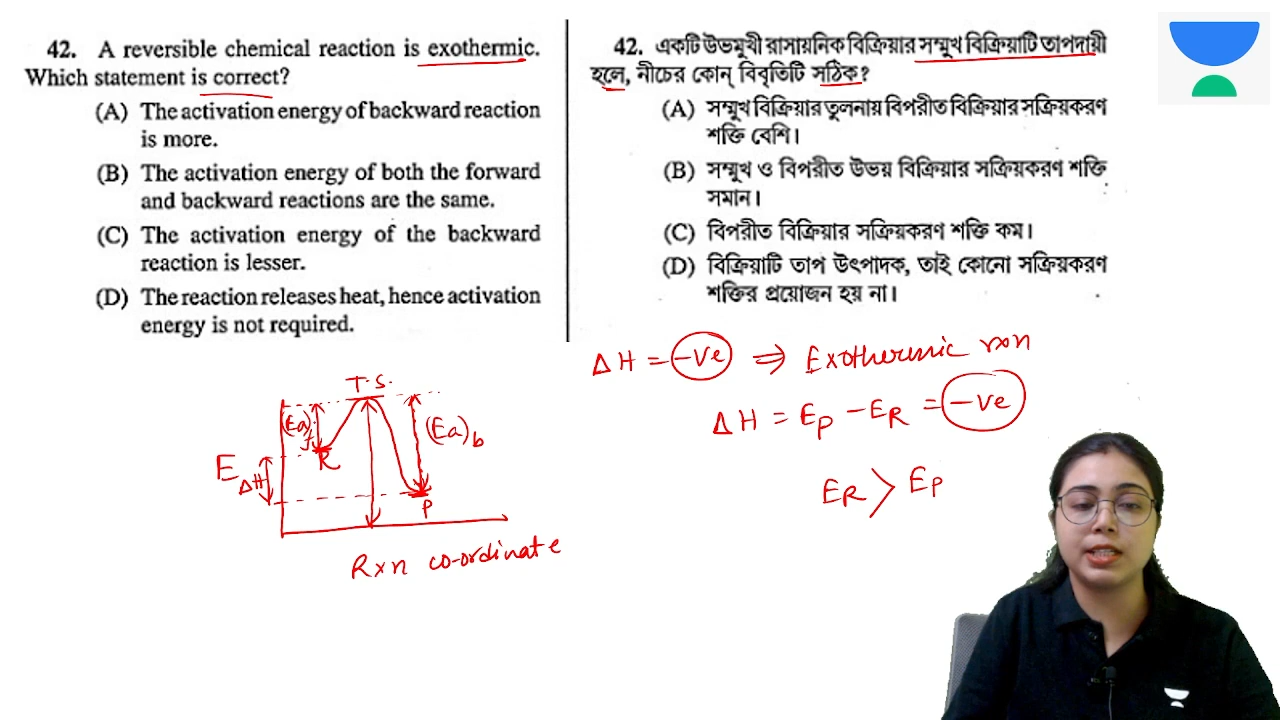 42. A reversible chemical reaction is exothermic.
Which statement is correct?
(A) The activation energy of backward reaction
is more.
(B) The activation energy of both the forward
and backward reactions are the same.
(C) The activation energy of the backward
reaction is lesser.
(D) The reaction releases heat, hence activation
energy is not required.
42. একটি উভমুখী রাসায়নিক বিক্রিয়ার সম্মুখ বিক্রিয়াটি তাপদায়ী
হলে, নীচের কোন্ বিবৃতিটি সঠিক?
(A) সম্মুখ বিক্রিয়ার তুলনায় বিপরীত বিক্রিয়ার সক্রিয়করণ
শক্তি বেশি।
(B) সম্মুখ ও বিপরীত উভয় বিক্রিয়ার সক্রিয়করণ শক্তি
সমান।
(C) বিপরীত বিক্রিয়ার সক্রিয়করণ শক্তি কম।
(D) বিক্রিয়াটি তাপ উৎপাদক, তাই কোনো সক্রিয়করণ
শক্তির প্রয়োজন হয় না।
ΔH = -ve ⇒ Exothermic rxn
ΔH = Ep - ER = -ve
ER > Ep
T.S.
(Ea)f
(Ea)b
R
E
ΔH
P
Rxn co-ordinate